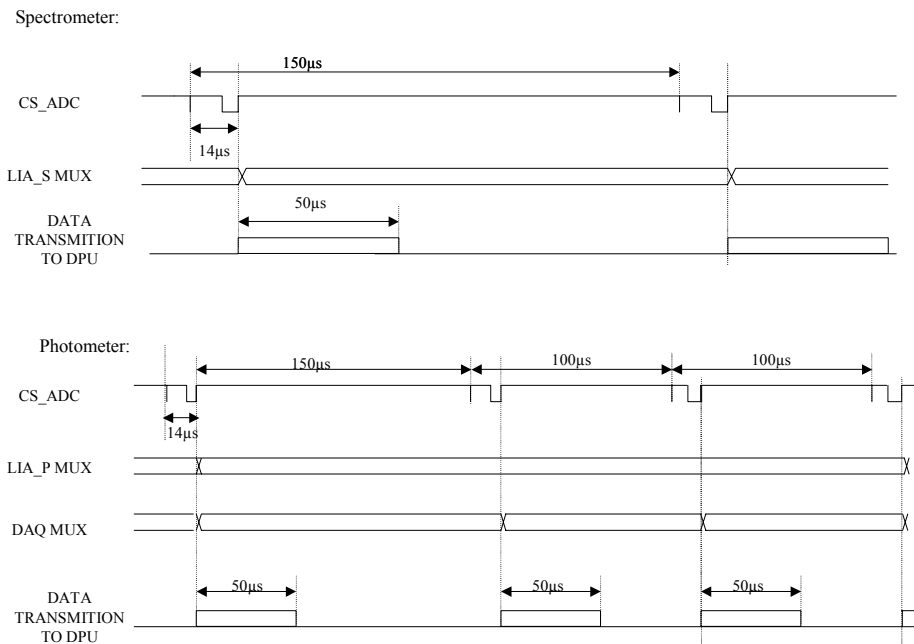 Spectrometer:
150µs
CS_ADC
14µs
LIA_S MUX
50µs
DATA
TRANSMITION
TO DPU
Photometer:
150µs 100µs 100µs
CS_ADC
14µs
LIA_P MUX
DAQ MUX
50µs 50µs 50µs
DATA
TRANSMITION
TO DPU